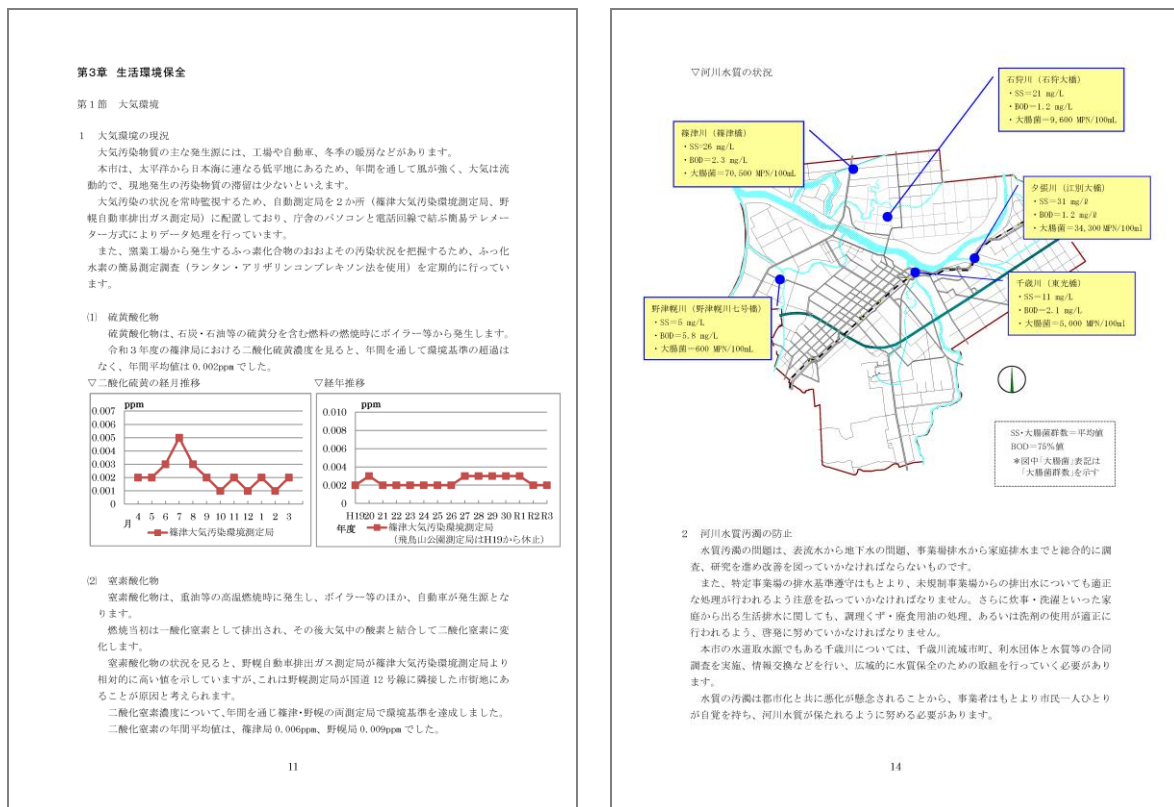 第3章 生活環境保全
第1節 大気環境
1 大気環境の現況
大気汚染物質の主な発生源には、工場や自動車、冬季の暖房などがあります。
本市は、太平洋から日本海に連なる低平地にあるため、年間を通して風が強く、大気は流
動的で、現地発生の汚染物質の滞留は少ないといえます。
大気汚染の状況を常時監視するため、自動測定局を2か所（篠津大気汚染環境測定局、野
幌自動車排出ガス測定局）に配置しており、庁舎のパソコンと電話回線で結ぶ簡易テレメー
ター方式によりデータ処理を行っています。
また、窯業工場から発生するふっ素化合物のおおよその汚染状況を把握するため、ふっ化
水素の簡易測定調査（ランタン・アリザリンコンプレキソン法を使用）を定期的に行ってい
ます。
⑴ 硫黄酸化物
硫黄酸化物は、石炭・石油等の硫黄分を含む燃料の燃焼時にボイラー等から発生します。
令和3年度の篠津局における二酸化硫黄濃度を見ると、年間を通して環境基準の超過は
なく、年間平均値は0.002ppmでした。
▽二酸化硫黄の経月推移
ppm
0.007
0.006
0.005
0.004
0.003
0.002
0.001
0
4 5 6 7 8 9 10 11 12 1 2 3
月
篠津大気汚染環境測定局
▽経年推移
ppm
0.010
0.008
0.006
0.004
0.002
0
H19 20 21 22 23 24 25 26 27 28 29 30 R1 R2 R3
年度
篠津大気汚染環境測定局
(飛鳥山公園測定局はH19から休止)
⑵ 窒素酸化物
窒素酸化物は、重油等の高温燃焼時に発生し、ボイラー等のほか、自動車が発生源とな
ります。
燃焼当初は一酸化窒素として排出され、その後大気中の酸素と結合して二酸化窒素に変
化します。
窒素酸化物の状況を見ると、野幌自動車排出ガス測定局が篠津大気汚染環境測定局より
相対的に高い値を示していますが、これは野幌測定局が国道12号線に隣接した市街地にあ
ることが原因と考えられます。
二酸化窒素濃度について、年間を通じ篠津・野幌の両測定局で環境基準を達成しました。
二酸化窒素の年間平均値は、篠津局0.006ppm、野幌局0.009ppmでした。
11
▽河川水質の状況
石狩川（石狩大橋）
・SS=21 mg/L
・BOD=1.2 mg/L
・大腸菌=9,600 MPN/100mL
篠津川（篠津橋）
・SS=26 mg/L
・BOD=2.3 mg/L
・大腸菌=70,500 MPN/100mL
夕張川（江別大橋）
・SS=31 mg/ℓ
・BOD=1.2 mg/ℓ
・大腸菌=34,300 MPN/100ml
千歳川（東光橋）
・SS=11 mg/L
・BOD=2.1 mg/L
・大腸菌=5,000 MPN/100ml
野津幌川（野津幌川七号橋）
・SS=5 mg/L
・BOD=5.8 mg/L
・大腸菌=600 MPN/100mL
SS・大腸菌群数＝平均値
BOD=75％値
＊図中「大腸菌」表記は
「大腸菌群数」を示す
2 河川水質汚濁の防止
水質汚濁の問題は、表流水から地下水の問題、事業場排水から家庭排水までと総合的に調
査、研究を進め改善を図っていかなければならないものです。
また、特定事業場の排水基準遵守はもとより、未規制事業場からの排出水についても適正
な処理が行われるよう注意を払っていかなければなりません。さらに炊事・洗濯といった家
庭から出る生活排水に関しても、調理くず・廃食用油の処理、あるいは洗剤の使用が適正に
行われるよう、啓発に努めていかなければなりません。
本市の水道取水源でもある千歳川については、千歳川流域市町、利水団体と水質等の合同
調査を実施、情報交換などを行い、広域的に水質保全のための取組を行っていく必要があり
ます。
水質の汚濁は都市化と共に悪化が懸念されることから、事業者はもとより市民一人ひとり
が自覚を持ち、河川水質が保たれるように努める必要があります。
14